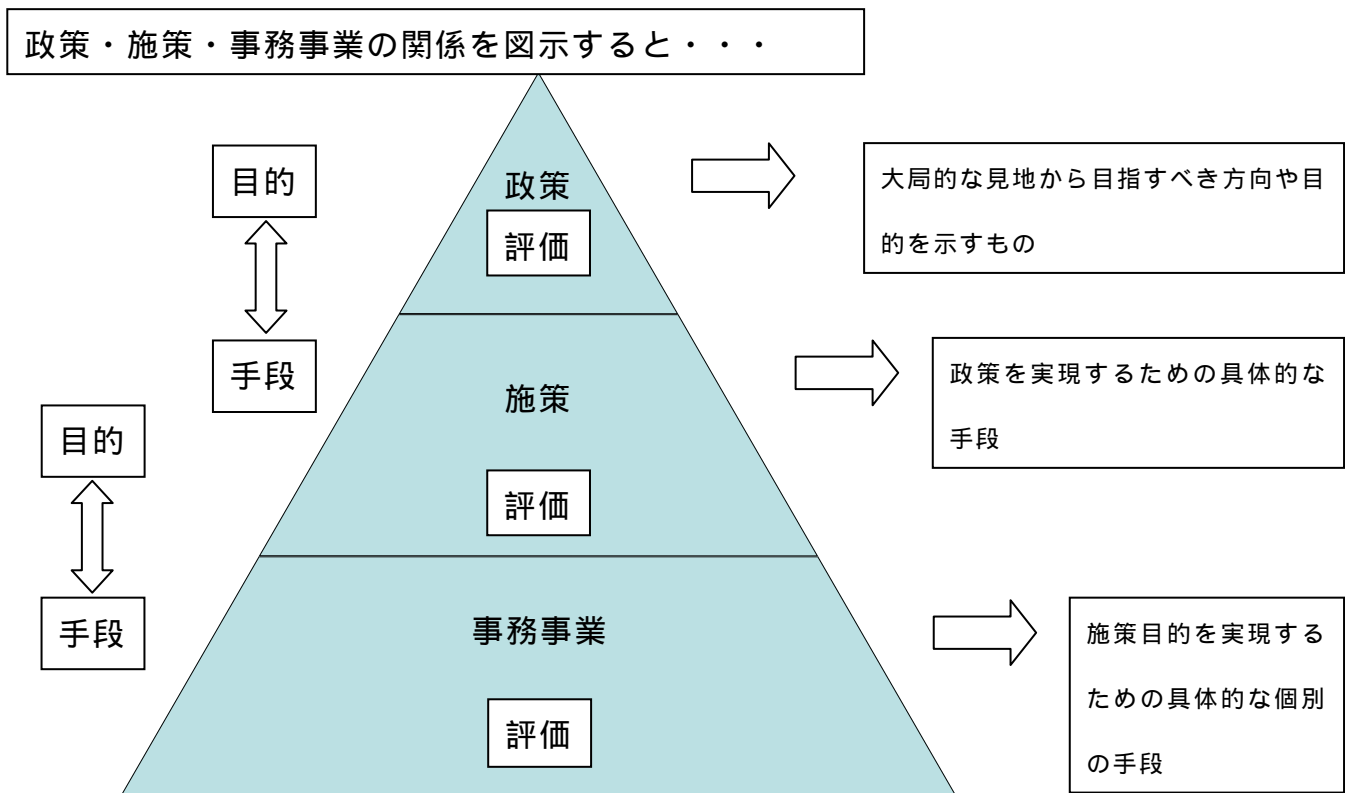 政策・施策・事務事業の関係を図示すると・・・
目的
政策
評価
大局的な見地から目指すべき方向や目
的を示すもの
手段
施策
評価
政策を実現するための具体的な
手段
目的
手段
事務事業
評価
施策目的を実現する
ための具体的な個別
の手段